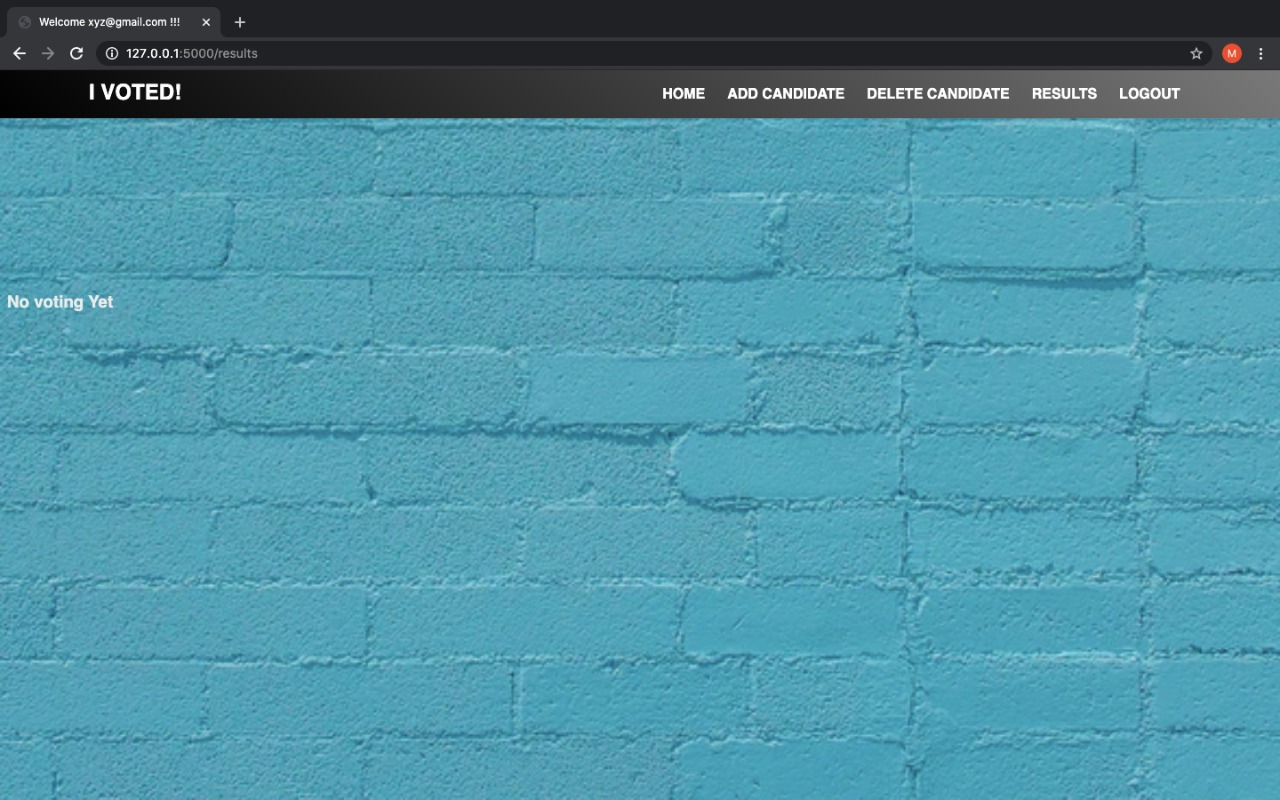 Welcome xyz@gmail.com !!!
127.0.0.1:5000/results
M
I VOTED!
HOME ADD CANDIDATE DELETE CANDIDATE RESULTS LOGOUT
No voting Yet